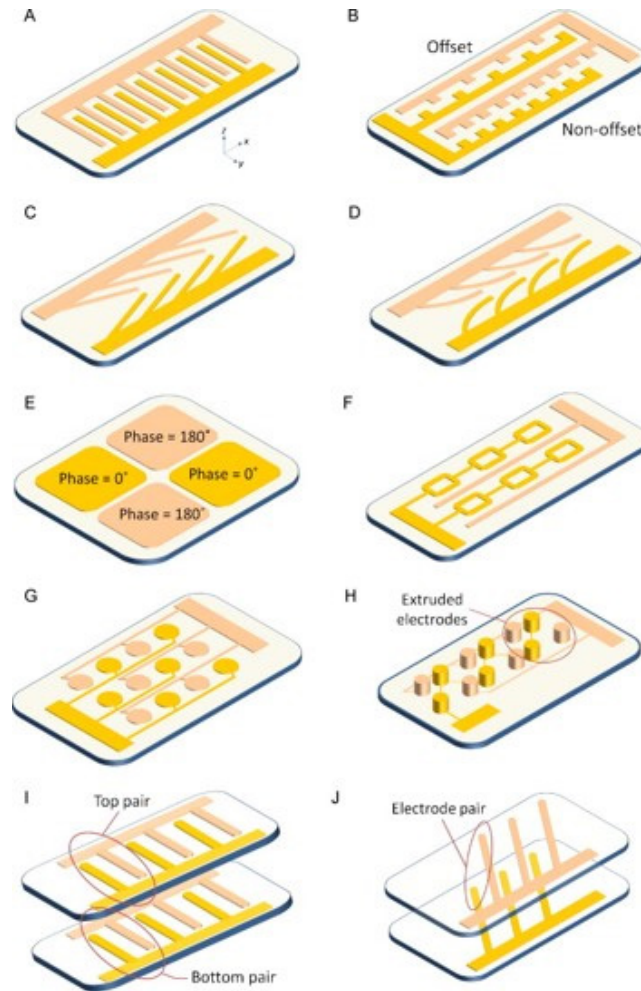 A
B
Offset
Non-offset
z
x
y
C
D
E
Phase = 180°
Phase = 0°
Phase = 0°
Phase = 180°
F
G
H
Extruded
electrodes
I
Top pair
Bottom pair
J
Electrode pair